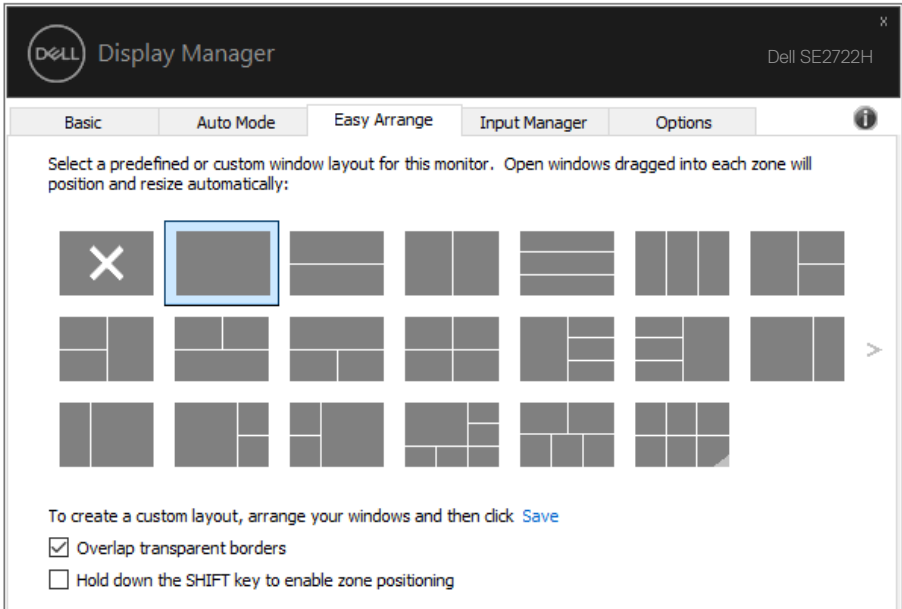 x
DELL Display Manager
Dell SE2722H
Basic Auto Mode Easy Arrange Input Manager Options i
Select a predefined or custom window layout for this monitor. Open windows dragged into each zone will
position and resize automatically:
>
To create a custom layout, arrange your windows and then click Save
Overlap transparent borders
Hold down the SHIFT key to enable zone positioning